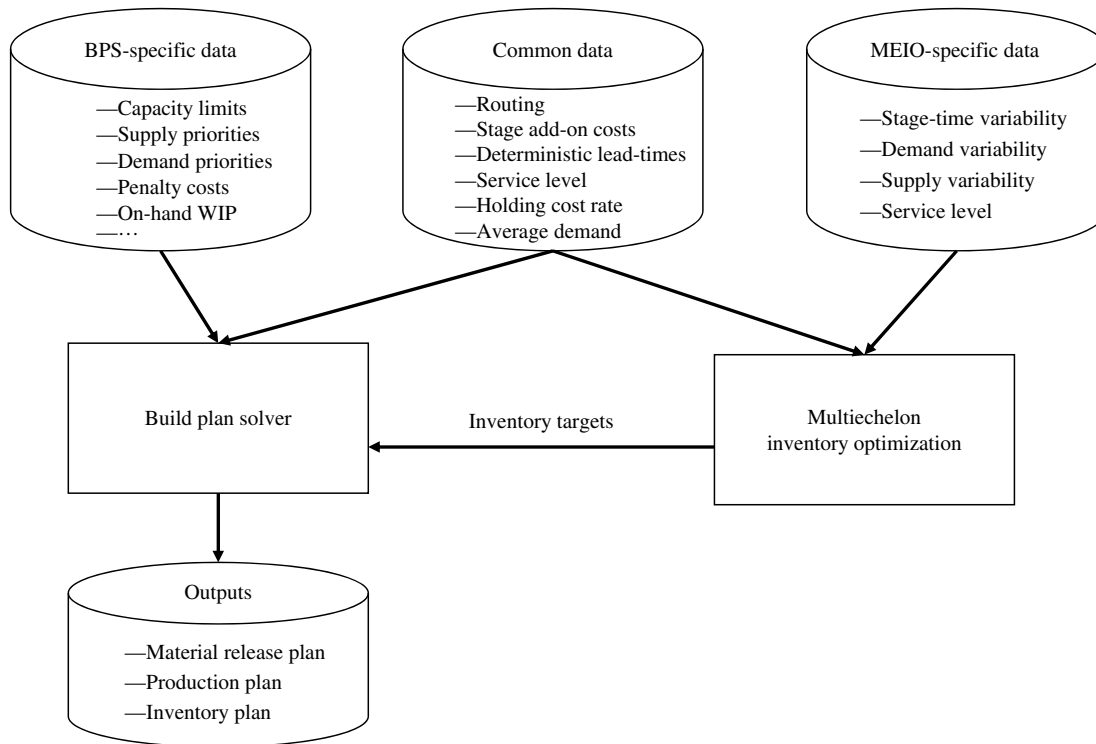 BPS-specific data
—Capacity limits
—Supply priorities
—Demand priorities
—Penalty costs
—On-hand WIP
—…
Common data
—Routing
—Stage add-on costs
—Deterministic lead-times
—Service level
—Holding cost rate
—Average demand
MEIO-specific data
—Stage-time variability
—Demand variability
—Supply variability
—Service level
Build plan solver
Inventory targets
Multiechelon
inventory optimization
Outputs
—Material release plan
—Production plan
—Inventory plan